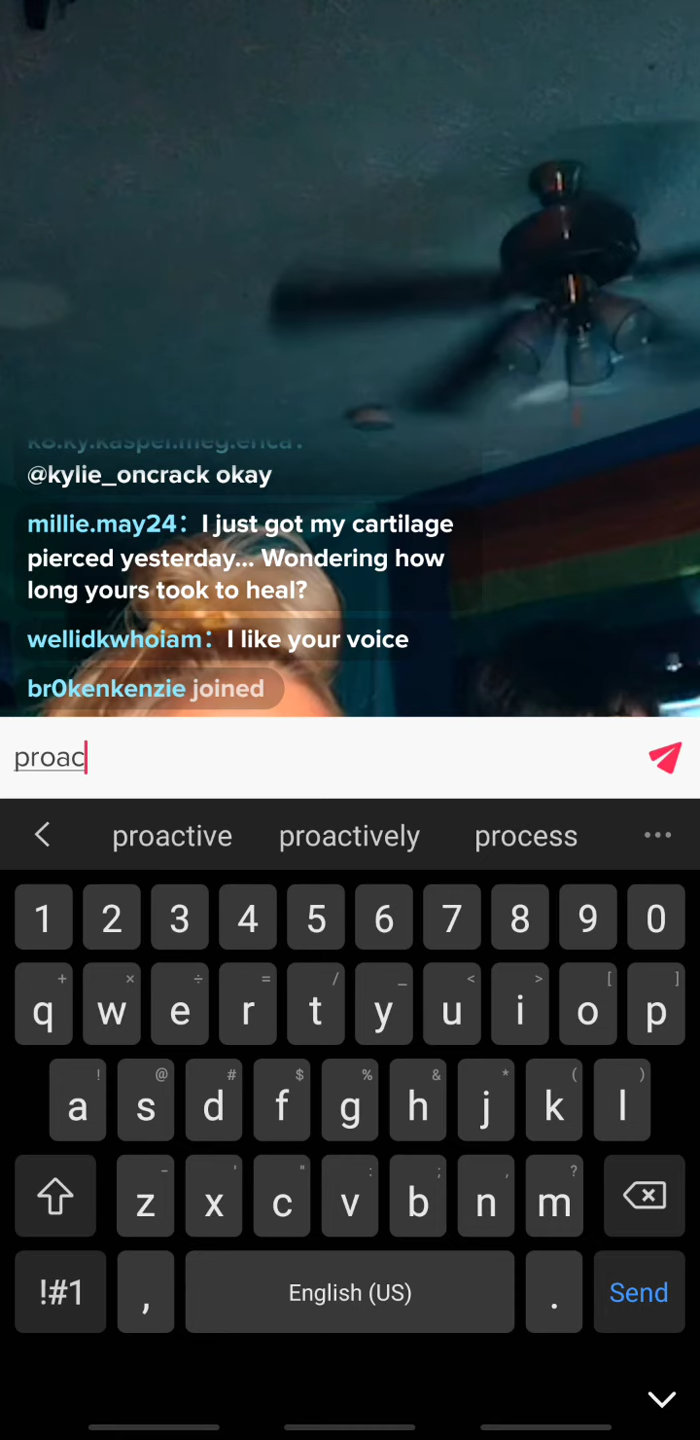 @kylie_oncrack okay
millie.may24: I just got my cartilage
pierced yesterday... Wondering how
long yours took to heal?
wellidkwhoiam: I like your voice
br0kenkenzie joined
proac
proactive proactively process ...
1 2 3 4 5 6 7 8 9 0
+ × ÷ = / _ < > [ ]
q w e r t y u i o p
! @ # $ % & * ( )
a s d f g h j k l
- ' " : ; , ?
z x c v b n m
!#1 , English (US) . Send